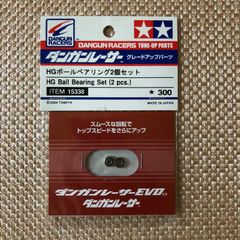 DANGUN RACERS
DANGUN RACERS TUNE-UP PARTS
TAMIYA
ダンガンレーサー グレードアップパーツ
HGボールベアリング2個セット
HG Ball Bearing Set (2 pcs.)
ITEM 15338
★ 300
MADE IN JAPAN
スムースな回転で
トップスピードをさらにアップ
ダンガンレーサーEVO.
ダンガンレーサー